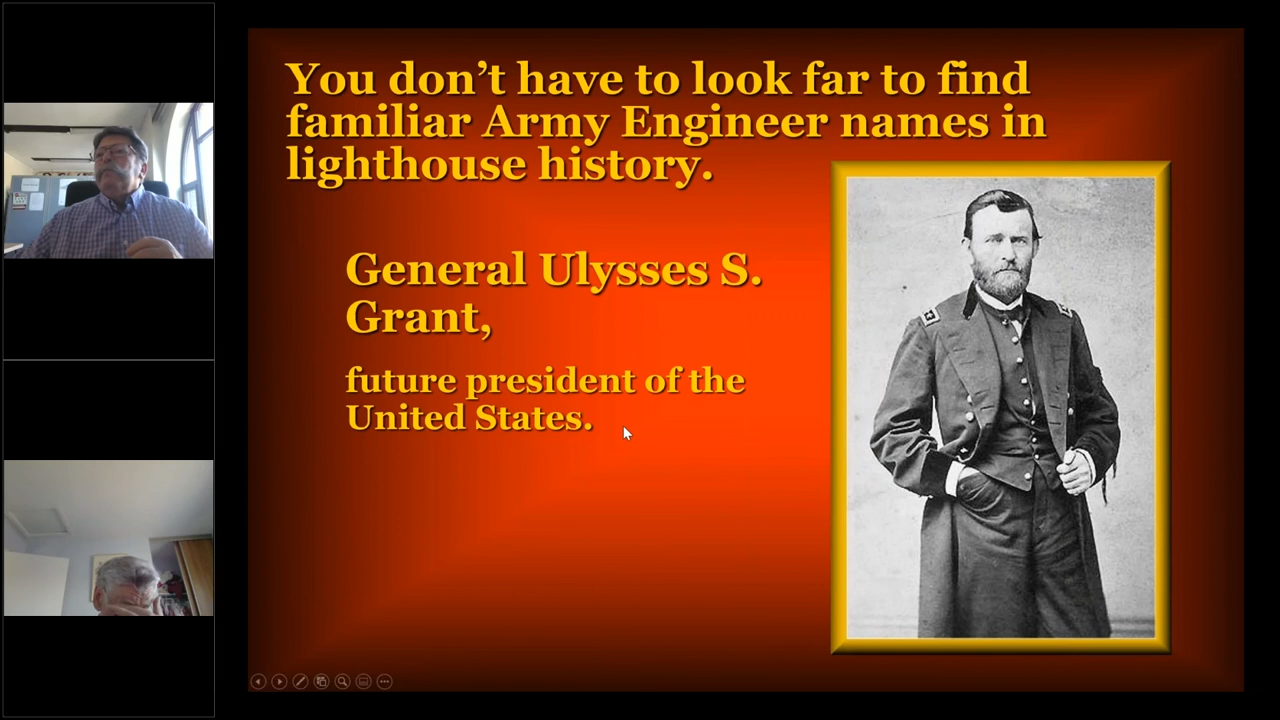 You don’t have to look far to find
familiar Army Engineer names in
lighthouse history.
General Ulysses S.
Grant,
future president of the
United States.